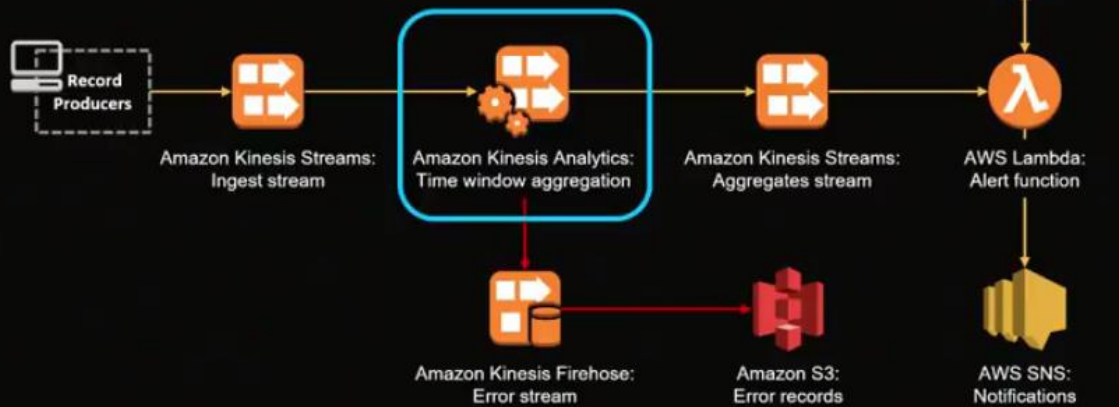 Record
Producers
Amazon Kinesis Streams:
Ingest stream
Amazon Kinesis Analytics:
Time window aggregation
Amazon Kinesis Streams:
Aggregates stream
AWS Lambda:
Alert function
Amazon Kinesis Firehose:
Error stream
Amazon S3:
Error records
AWS SNS:
Notifications